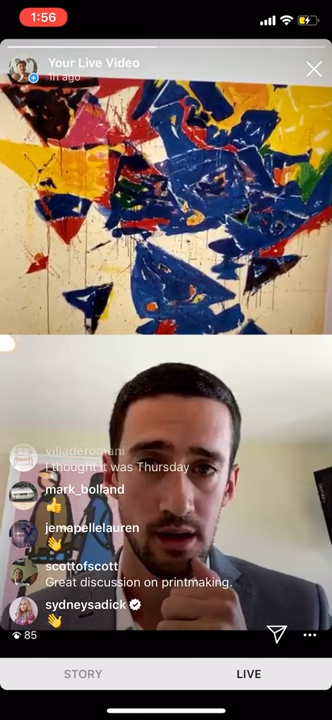 1:56
Your Live Video
1h ago
villaderomani
I thought it was Thursday
mark_bolland
👍
jemapellelauren
👋
scottofscott
Great discussion on printmaking.
sydneysadick
👋
85
STORY
LIVE